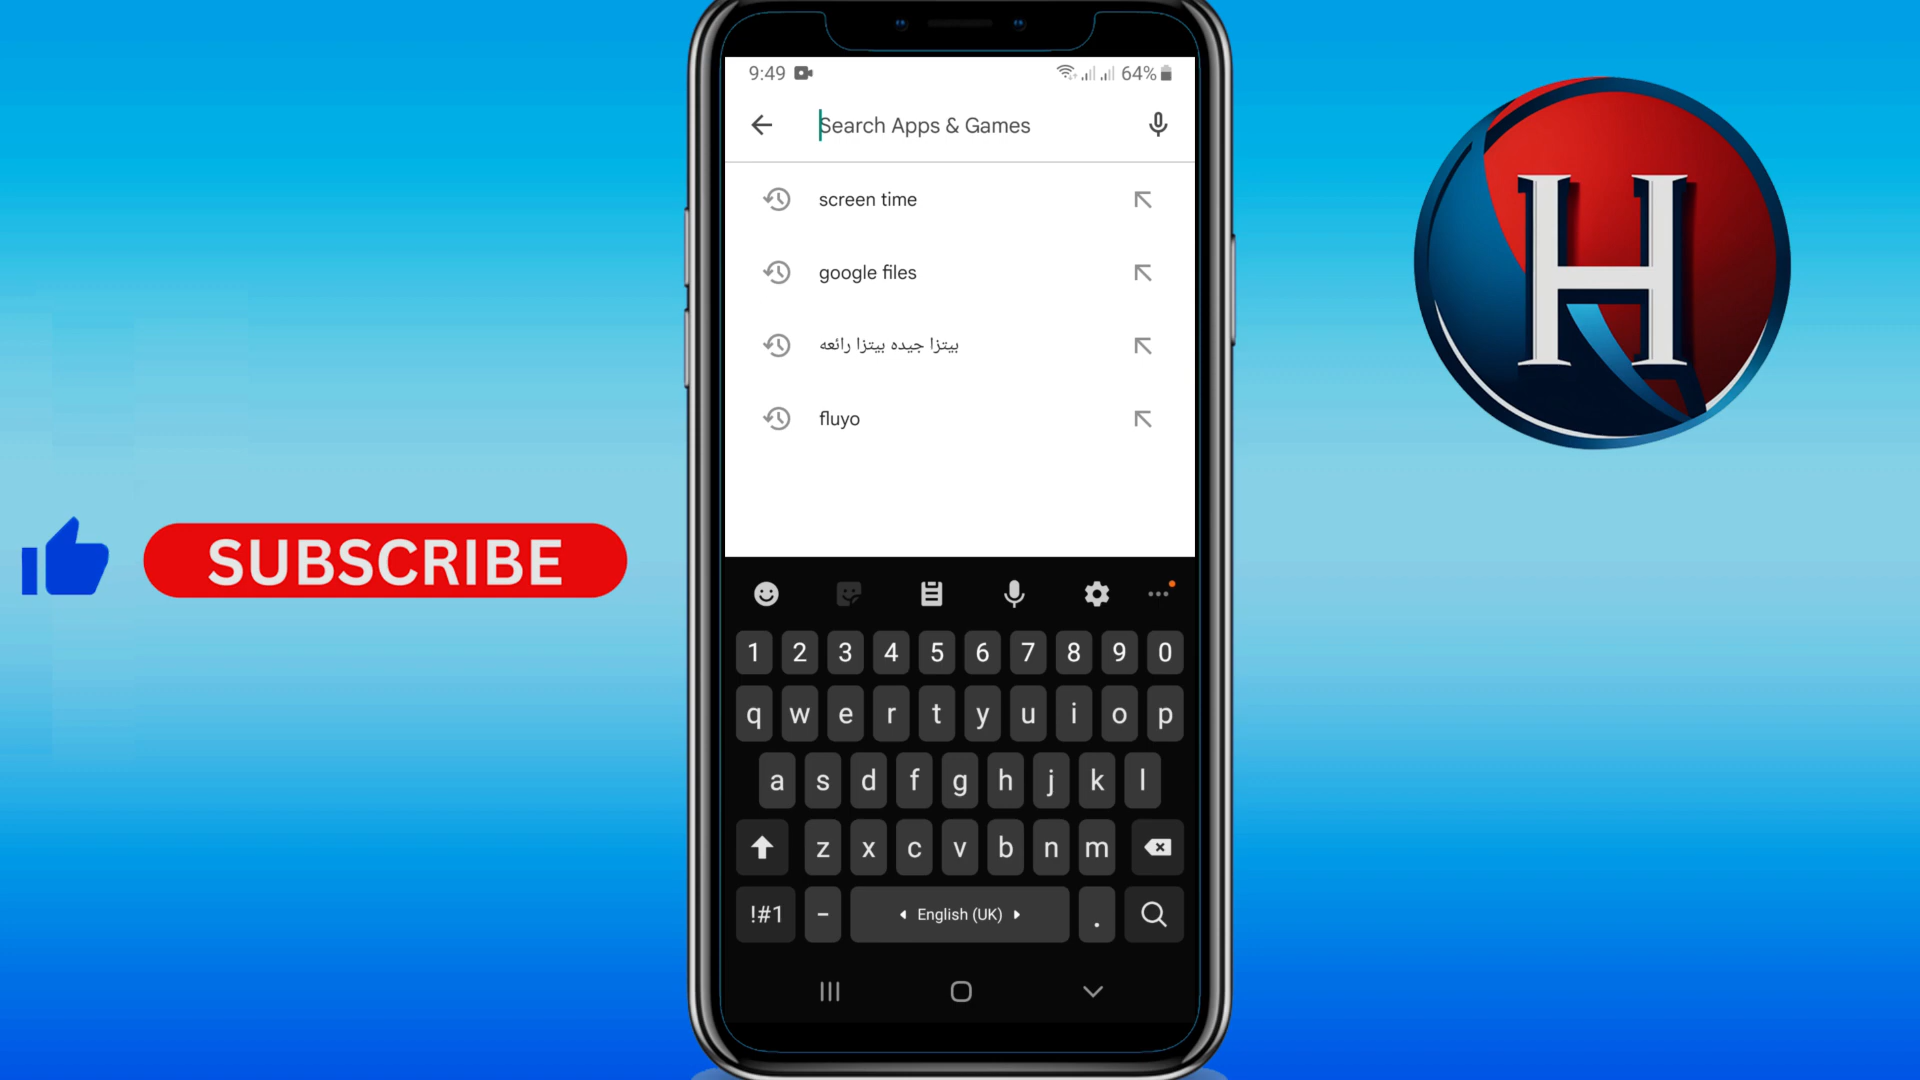 9:49
64%
Search Apps & Games
screen time
google files
بيتزا جيده بيتزا رائعه
fluyo
H
SUBSCRIBE
1 2 3 4 5 6 7 8 9 0
q w e r t y u i o p
a s d f g h j k l
z x c v b n m
!#1 - English (UK) .